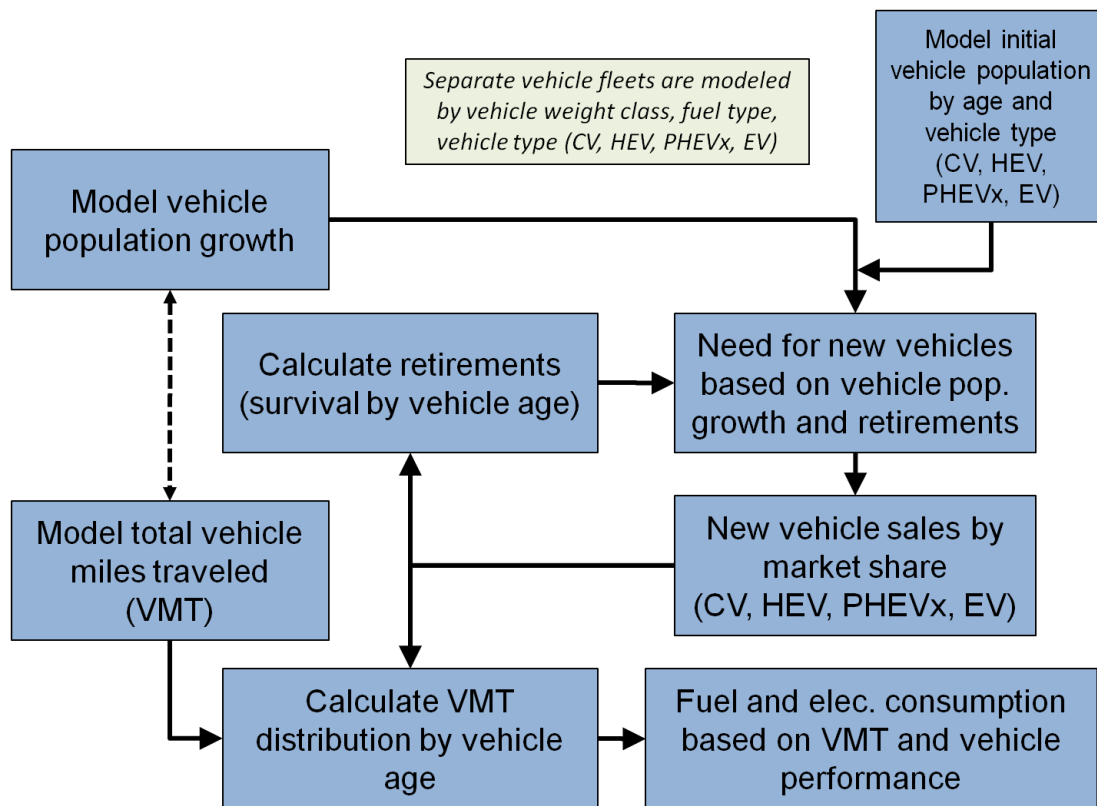 Model initial
vehicle population
by age and
vehicle type
(CV, HEV,
PHEVx, EV)
Separate vehicle fleets are modeled
by vehicle weight class, fuel type,
vehicle type (CV, HEV, PHEVx, EV)
Model vehicle
population growth
Calculate retirements
(survival by vehicle age)
Need for new vehicles
based on vehicle pop.
growth and retirements
Model total vehicle
miles traveled
(VMT)
New vehicle sales by
market share
(CV, HEV, PHEVx, EV)
Calculate VMT
distribution by vehicle
age
Fuel and elec. consumption
based on VMT and vehicle
performance